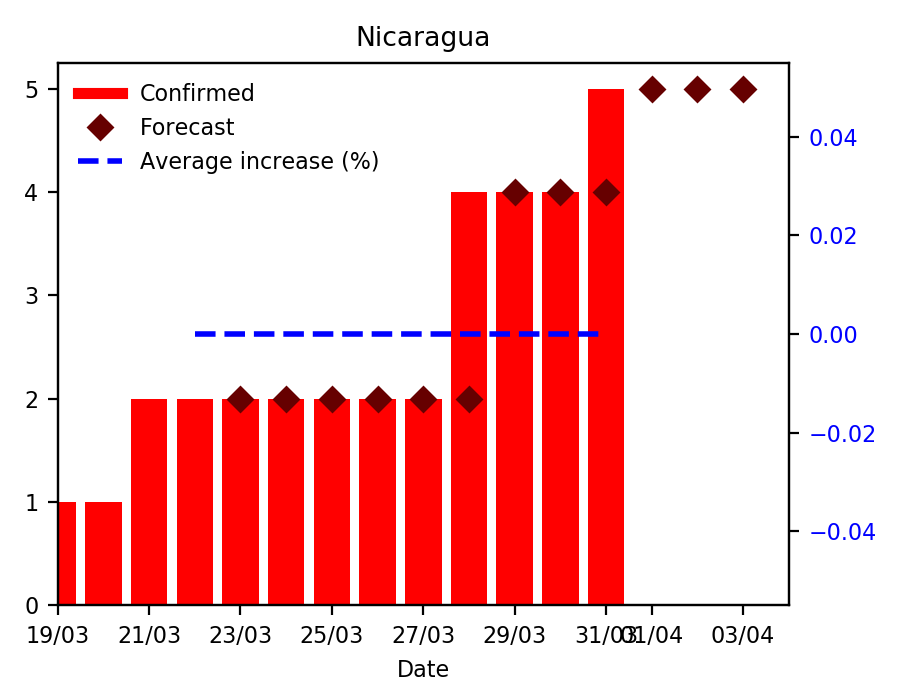 Nicaragua
Confirmed
Forecast
Average increase (%)
5
4
3
2
1
0
0.04
0.02
0.00
−0.02
−0.04
19/03 21/03 23/03 25/03 27/03 29/03 31/03 01/04 03/04
Date